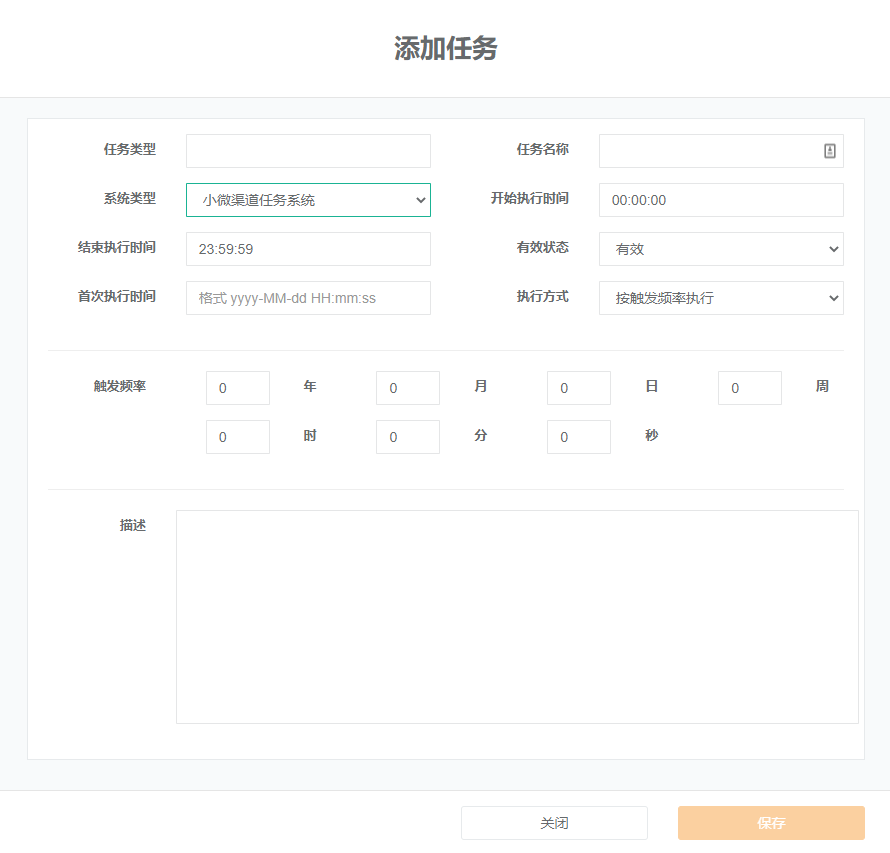 添加任务
任务类型 任务名称
系统类型 小微渠道任务系统 开始执行时间 00:00:00
结束执行时间 23:59:59 有效状态 有效
首次执行时间 格式 yyyy-MM-dd HH:mm:ss 执行方式 按触发频率执行
触发频率 0 年 0 月 0 日 0 周
0 时 0 分 0 秒
描述
关闭 保存